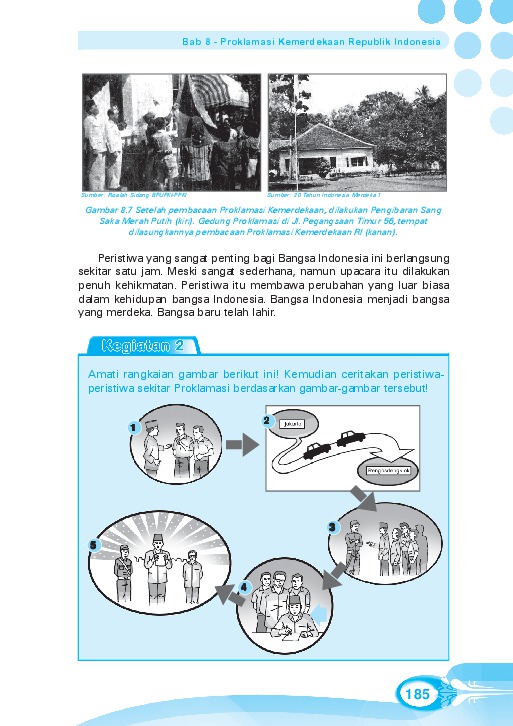 Bab 8 - Proklamasi Kemerdekaan Republik Indonesia
Sumber: Risalah Sidang BPUPKI-PPKI
Sumber: 30 Tahun Indonesia Merdeka 1
Gambar 8.7 Setelah pembacaan Proklamasi Kemerdekaan, dilakukan Pengibaran Sang
Saka Merah Putih (kiri). Gedung Proklamasi di Jl. Pegangsaan Timur 56, tempat
dilangsungkannya pembacaan Proklamasi Kemerdekaan RI (kanan).
Peristiwa yang sangat penting bagi Bangsa Indonesia ini berlangsung
sekitar satu jam. Meski sangat sederhana, namun upacara itu dilakukan
penuh kehikmatan. Peristiwa itu membawa perubahan yang luar biasa
dalam kehidupan bangsa Indonesia. Bangsa Indonesia menjadi bangsa
yang merdeka. Bangsa baru telah lahir.
Kegiatan 2
Amati rangkaian gambar berikut ini! Kemudian ceritakan peristiwa-
peristiwa sekitar Proklamasi berdasarkan gambar-gambar tersebut!
1
2
Jakarta
Rengasdengklok
3
4
5
185